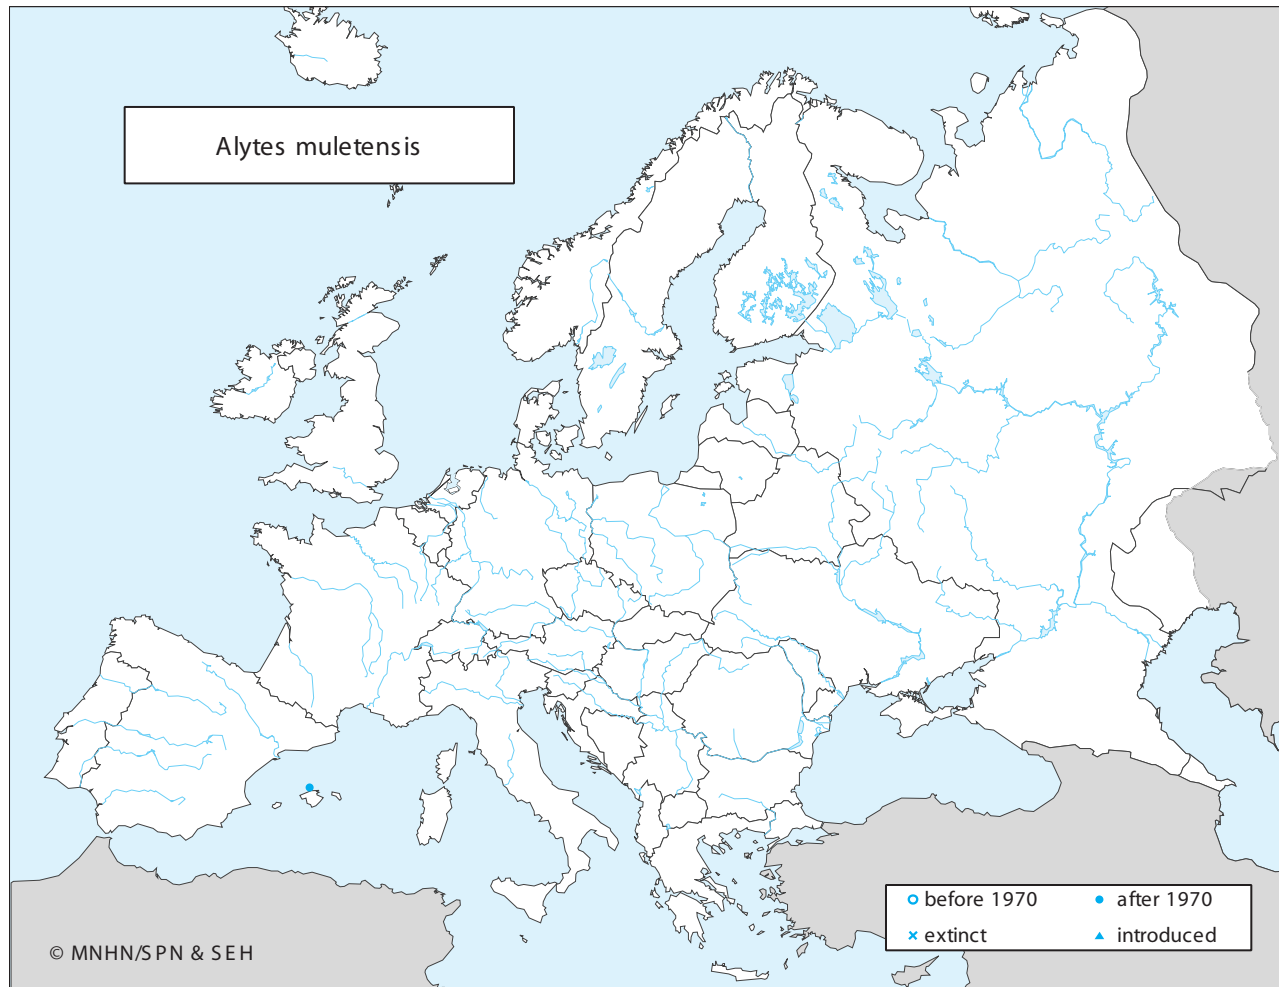 Alytes muletensis
before 1970
after 1970
extinct
introduced
© MNHN/SPN & SEH